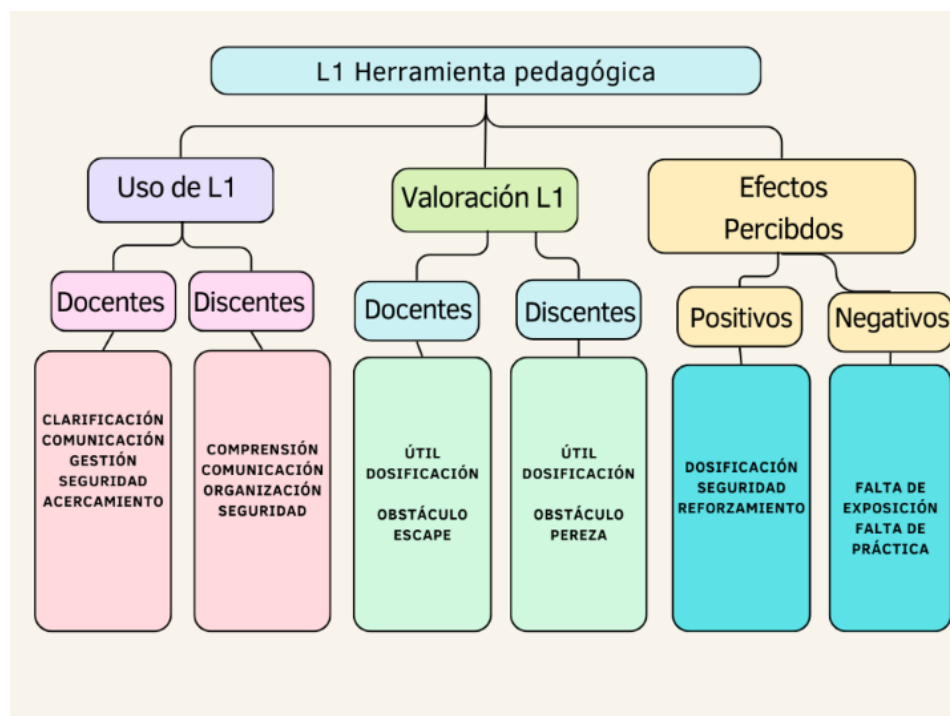 L1 Herramienta pedagógica
Uso de L1
Valoración L1
Efectos
Percibdos
Docentes
Discentes
Docentes
Discentes
Positivos
Negativos
CLARIFICACIÓN
COMUNICACIÓN
GESTIÓN
SEGURIDAD
ACERCAMIENTO
COMPRENSIÓN
COMUNICACIÓN
ORGANIZACIÓN
SEGURIDAD
ÚTIL
DOSIFICACIÓN
OBSTÁCULO
ESCAPE
ÚTIL
DOSIFICACIÓN
OBSTÁCULO
PEREZA
DOSIFICACIÓN
SEGURIDAD
REFORZAMIENTO
FALTA DE
EXPOSICIÓN
FALTA DE
PRÁCTICA